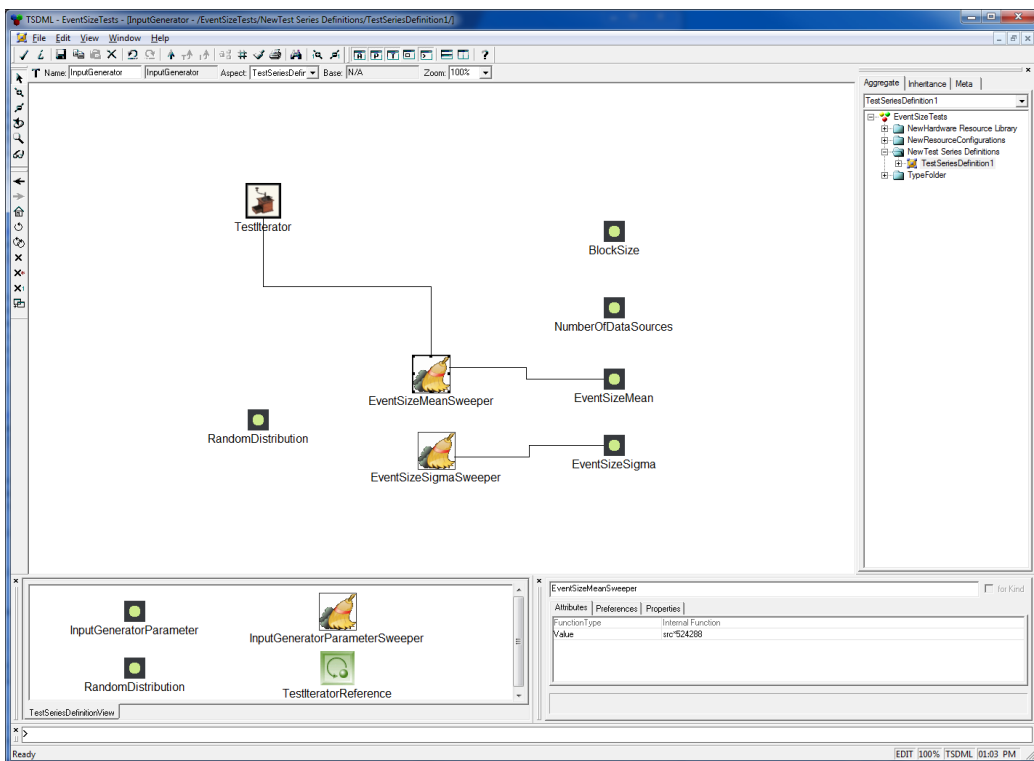 TSDML - EventSizeTests - [InputGenerator - /EventSizeTests/NewTest Series Definitions/TestSeriesDefinition1/]
File Edit View Window Help
Name: InputGenerator InputGenerator Aspect: TestSeriesDefir Base: N/A Zoom: 100%
Aggregate Inheritance Meta
TestSeriesDefinition1
EventSizeTests
NewHardware Resource Library
NewResourceConfigurations
NewTest Series Definitions
TestSeriesDefinition1
TypeFolder
TestIterator
BlockSize
NumberOfDataSources
EventSizeMeanSweeper
EventSizeMean
RandomDistribution
EventSizeSigmaSweeper
EventSizeSigma
InputGeneratorParameter
InputGeneratorParameterSweeper
RandomDistribution
TestIteratorReference
TestSeriesDefinitionView
EventSizeMeanSweeper for Kind
Attributes Preferences Properties
FunctionType Internal Function
Value src*524288
>
Ready EDIT 100% TSDML 01:03 PM